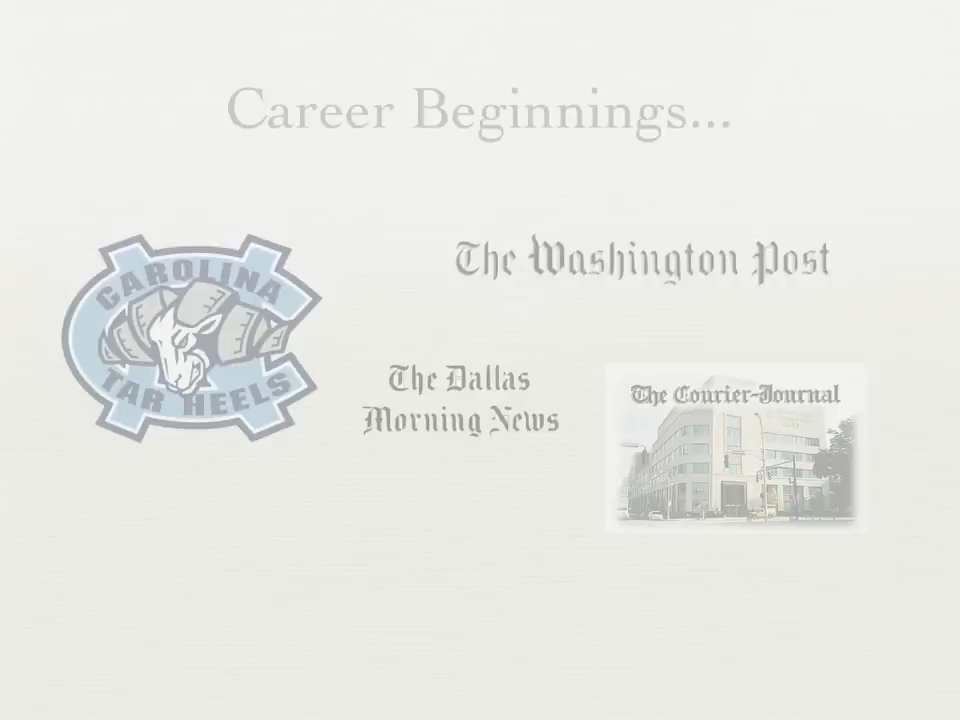 Career Beginnings...
CAROLINA
TAR HEELS
The Washington Post
The Dallas
Morning News
The Courier-Journal